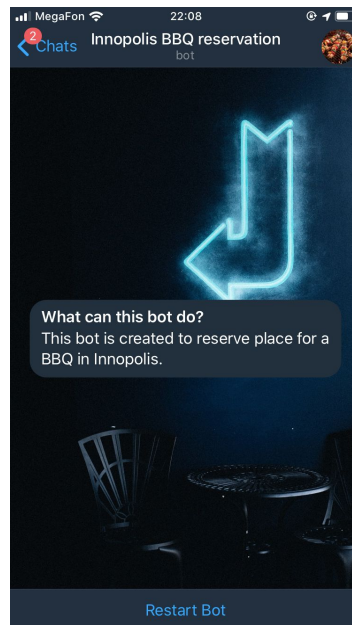 MegaFon 22:08
2
Chats
Innopolis BBQ reservation
bot
What can this bot do?
This bot is created to reserve place for a
BBQ in Innopolis.
Restart Bot